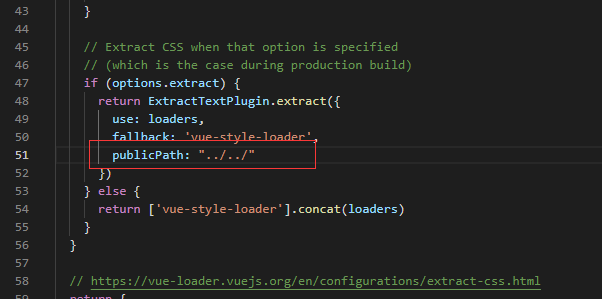 43 }
44
45 // Extract CSS when that option is specified
46 // (which is the case during production build)
47 if (options.extract) {
48 return ExtractTextPlugin.extract({
49 use: loaders,
50 fallback: 'vue-style-loader',
51 publicPath: "../../"
52 })
53 } else {
54 return ['vue-style-loader'].concat(loaders)
55 }
56 }
57
58 // https://vue-loader.vuejs.org/en/configurations/extract-css.html
59 return {